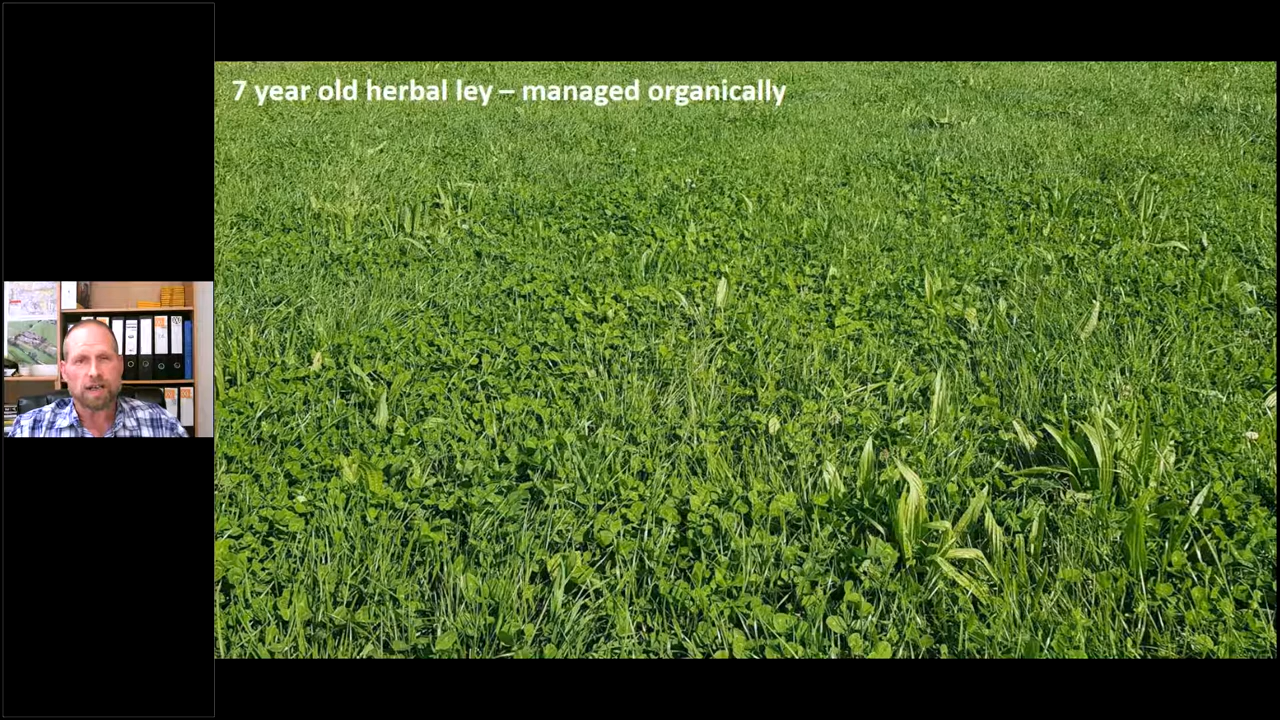 7 year old herbal ley – managed organically